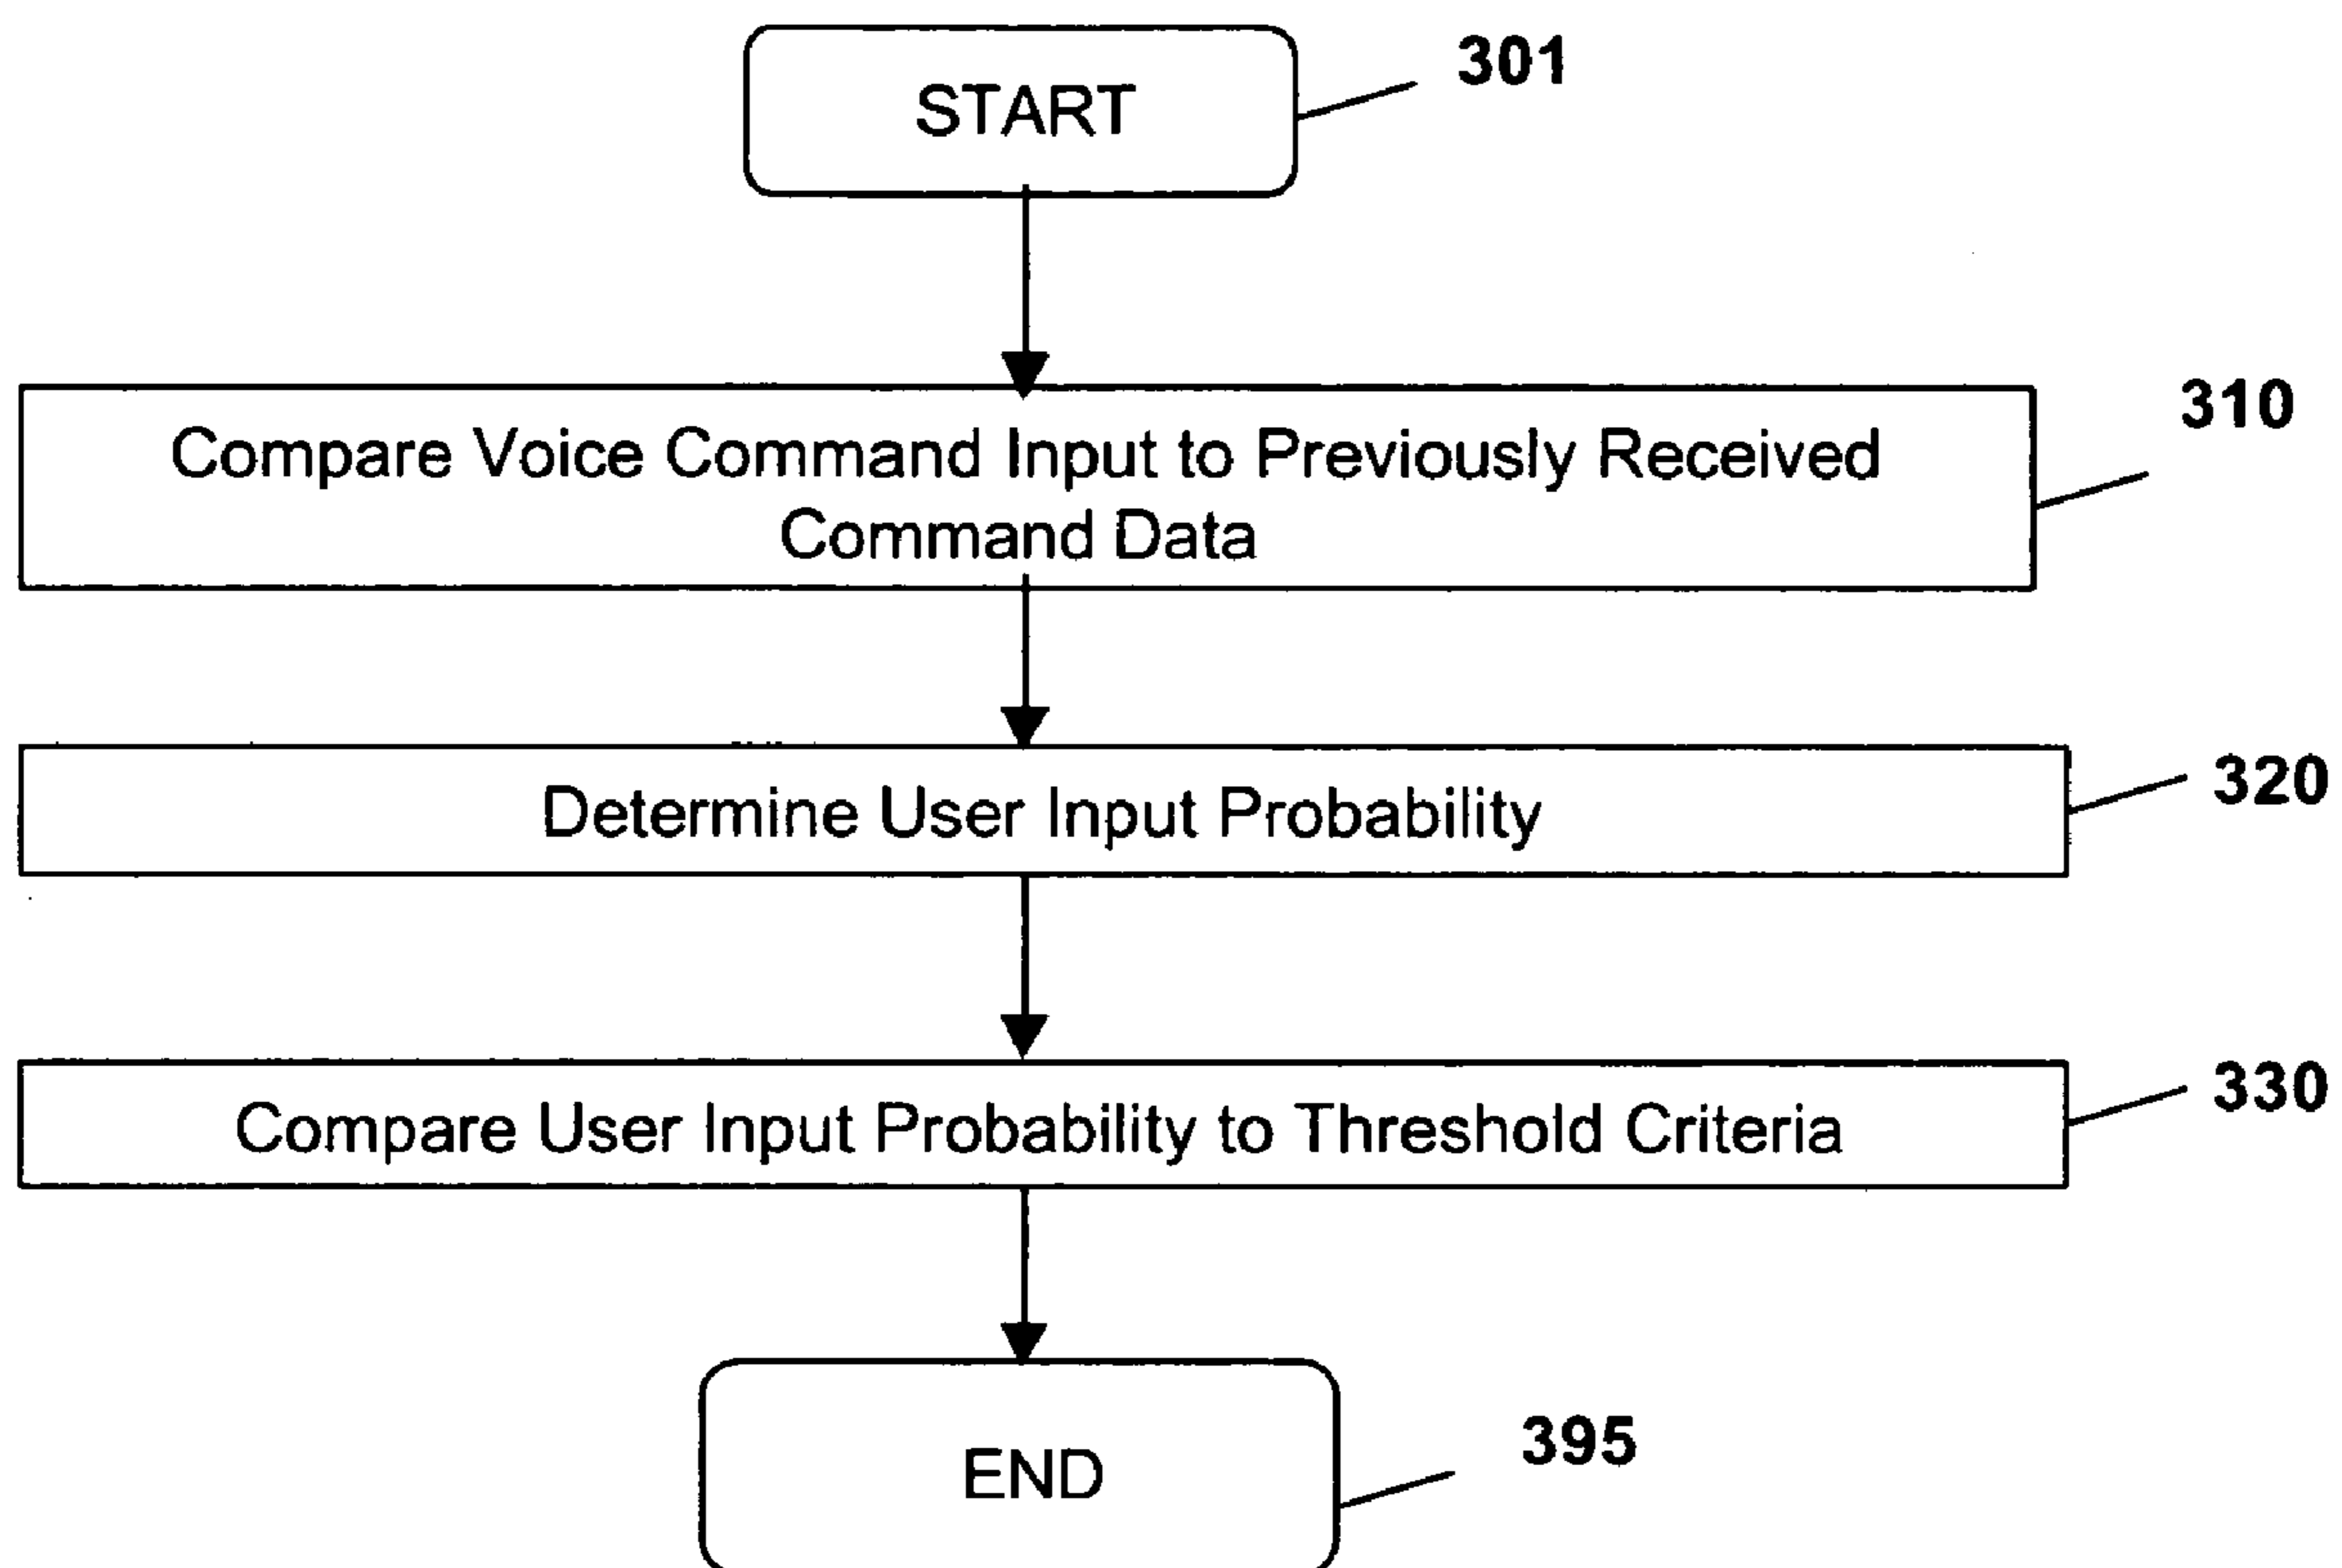 START
301
Compare Voice Command Input to Previously Received
Command Data
310
Determine User Input Probability
320
Compare User Input Probability to Threshold Criteria
330
END
395